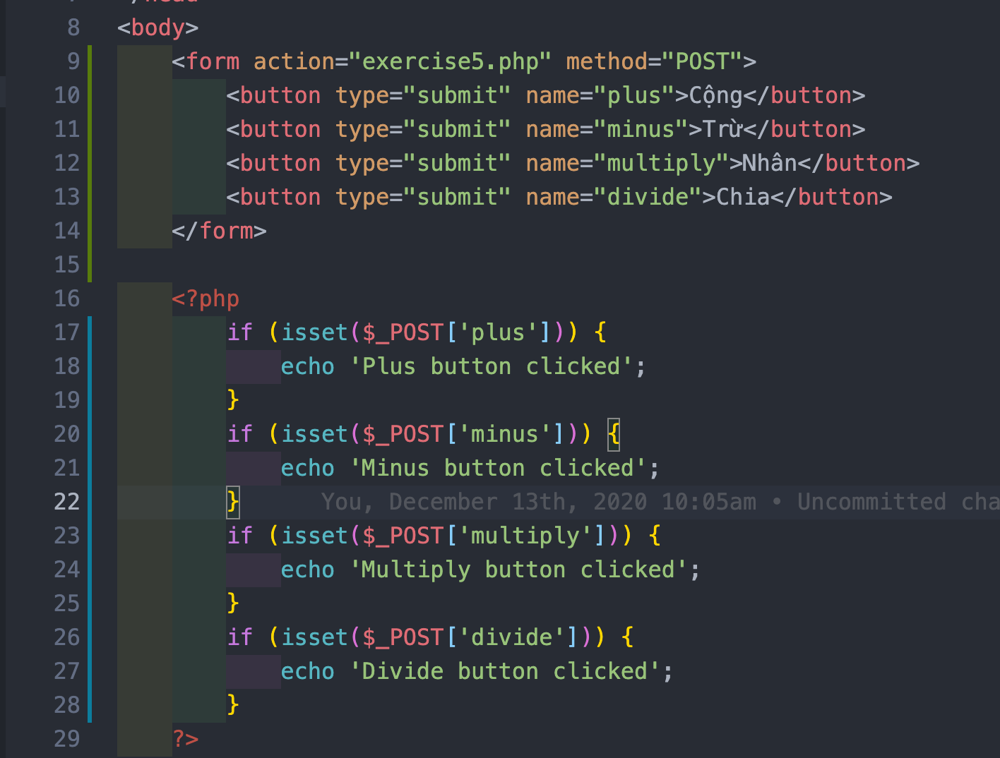 8 <body>
9 <form action="exercise5.php" method="POST">
10 <button type="submit" name="plus">Cộng</button>
11 <button type="submit" name="minus">Trừ</button>
12 <button type="submit" name="multiply">Nhân</button>
13 <button type="submit" name="divide">Chia</button>
14 </form>
15
16 <?php
17 if (isset($_POST['plus'])) {
18 echo 'Plus button clicked';
19 }
20 if (isset($_POST['minus'])) {
21 echo 'Minus button clicked';
22 } You, December 13th, 2020 10:05am • Uncommitted cha
23 if (isset($_POST['multiply'])) {
24 echo 'Multiply button clicked';
25 }
26 if (isset($_POST['divide'])) {
27 echo 'Divide button clicked';
28 }
29 ?>